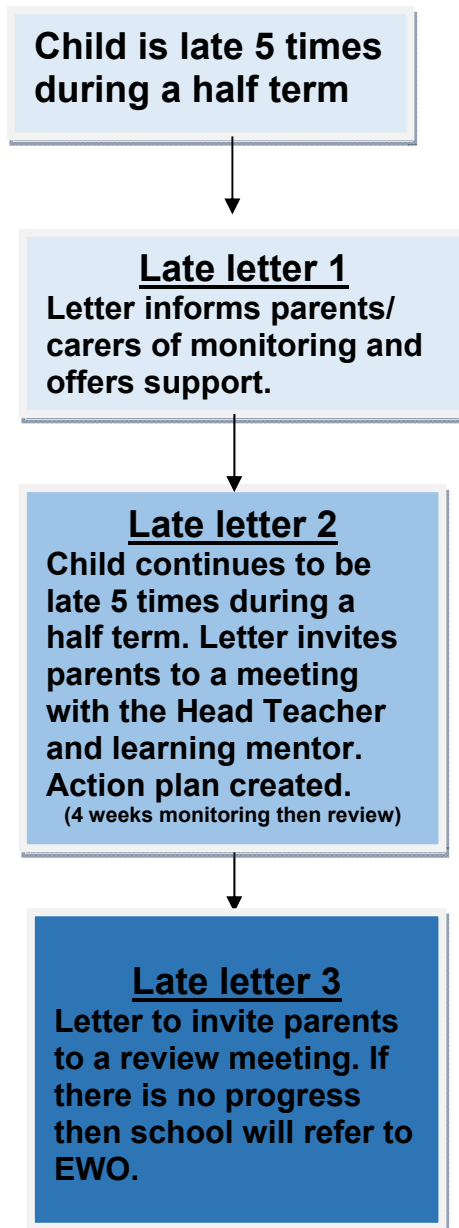 Child is late 5 times
during a half term
Late letter 1
Letter informs parents/
carers of monitoring and
offers support.
Late letter 2
Child continues to be
late 5 times during a
half term. Letter invites
parents to a meeting
with the Head Teacher
and learning mentor.
Action plan created.
(4 weeks monitoring then review)
Late letter 3
Letter to invite parents
to a review meeting. If
there is no progress
then school will refer to
EWO.